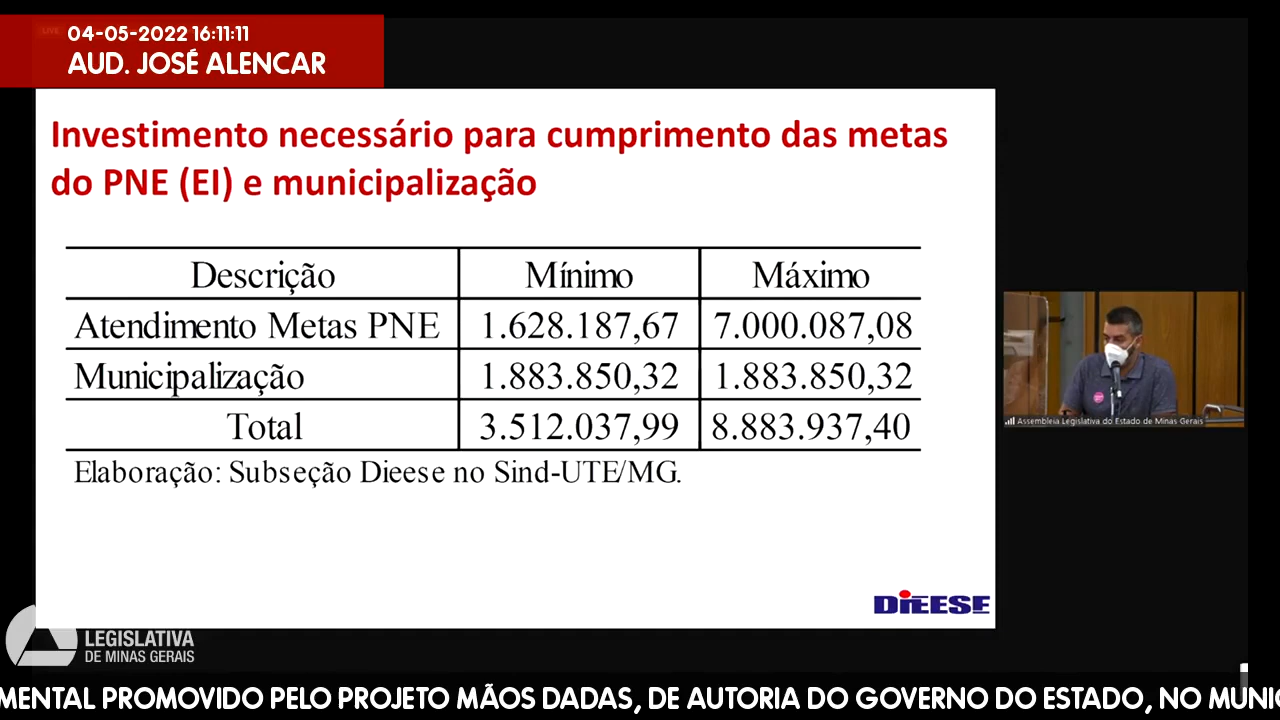 LIVE
04-05-2022 16:11:11
AUD. JOSÉ ALENCAR
Investimento necessário para cumprimento das metas
do PNE (EI) e municipalização
Descrição Mínimo Máximo
Atendimento Metas PNE 1.628.187,67 7.000.087,08
Municipalização 1.883.850,32 1.883.850,32
Total 3.512.037,99 8.883.937,40
Elaboração: Subseção Dieese no Sind-UTE/MG.
DIEESE
Assembleia Legislativa do Estado de Minas Gerais
LEGISLATIVA
DE MINAS GERAIS
MENTAL PROMOVIDO PELO PROJETO MÃOS DADAS, DE AUTORIA DO GOVERNO DO ESTADO, NO MUNIC